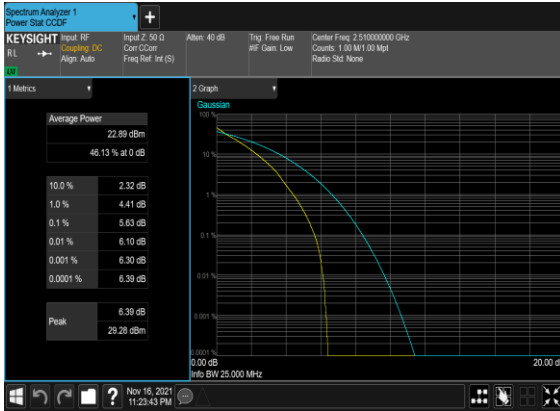 Spectrum Analyzer 1
Power Stat CCDF
+
KEYSIGHT Input: RF Input Z: 50 Ω Atten: 40 dB Trig: Free Run Center Freq: 2.510000000 GHz
RL Coupling: DC Corr CCorr #IF Gain: Low Counts: 1.00 M/1.00 Mpt
Align: Auto Freq Ref: Int (S) Radio Std: None
1 Metrics
Average Power
22.89 dBm
46.13 % at 0 dB
10.0 % 2.32 dB
1.0 % 4.41 dB
0.1 % 5.63 dB
0.01 % 6.10 dB
0.001 % 6.30 dB
0.0001 % 6.39 dB
Peak 6.39 dB
29.28 dBm
2 Graph
Gaussian
100 %
10 %
1 %
0.1 %
0.01 %
0.001 %
0.0001 %
0.00 dB 20.00 d
Info BW 25.000 MHz
? Nov 16, 2021
11:23:43 PM